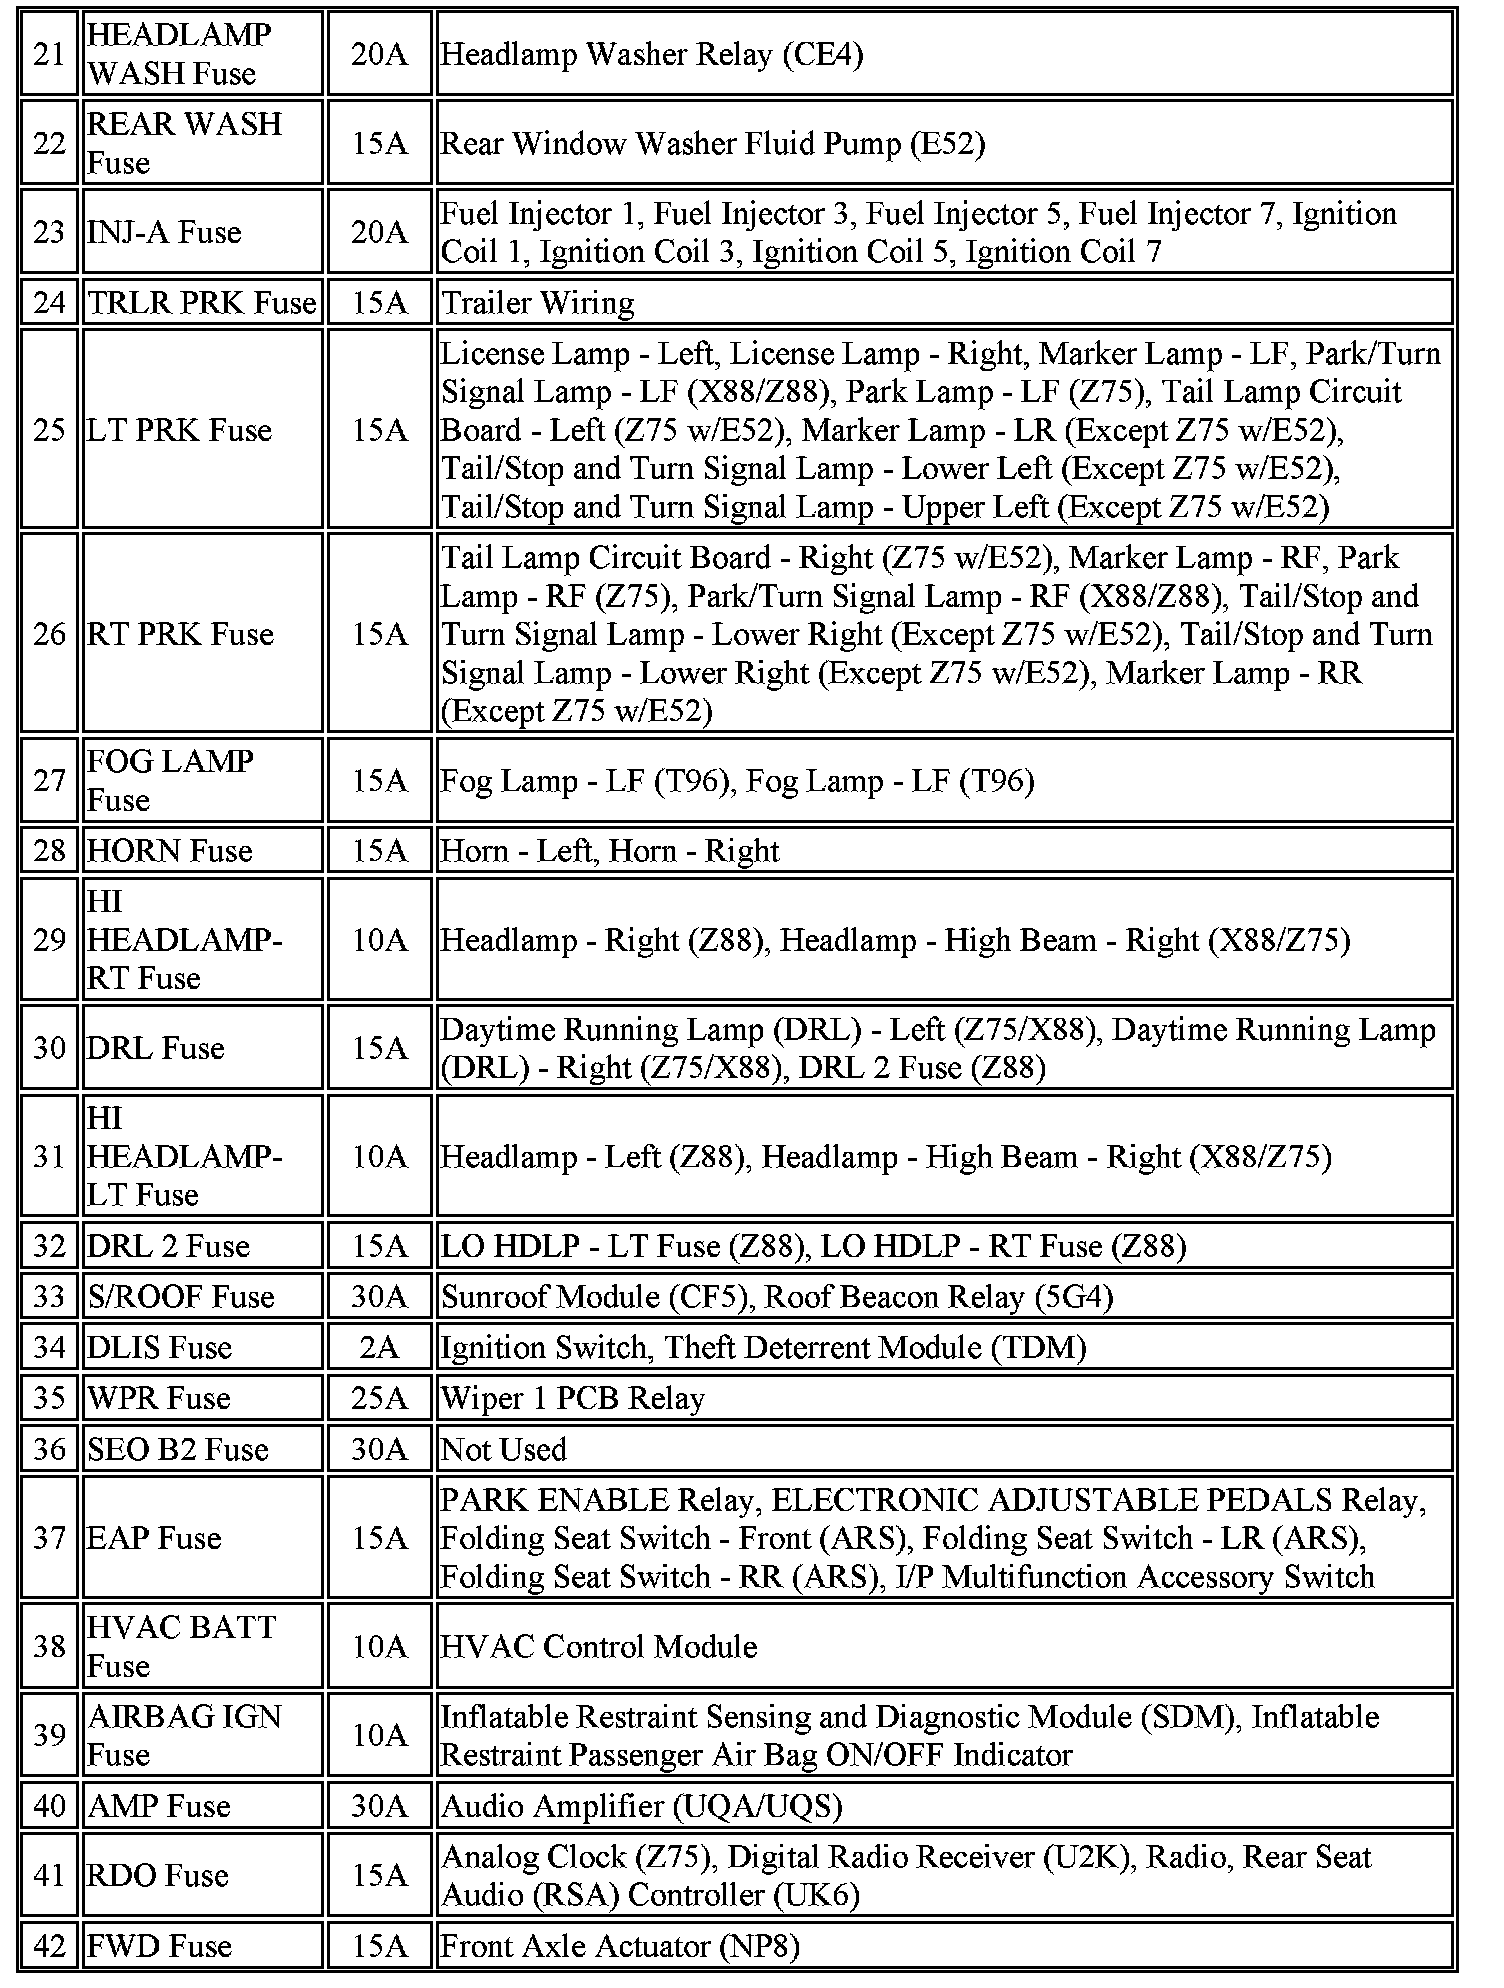 21 HEADLAMP WASH Fuse 20A Headlamp Washer Relay (CE4)
22 REAR WASH Fuse 15A Rear Window Washer Fluid Pump (E52)
23 INJ-A Fuse 20A Fuel Injector 1, Fuel Injector 3, Fuel Injector 5, Fuel Injector 7, Ignition
Coil 1, Ignition Coil 3, Ignition Coil 5, Ignition Coil 7
24 TRLR PRK Fuse 15A Trailer Wiring
25 LT PRK Fuse 15A License Lamp - Left, License Lamp - Right, Marker Lamp - LF, Park/Turn
Signal Lamp - LF (X88/Z88), Park Lamp - LF (Z75), Tail Lamp Circuit
Board - Left (Z75 w/E52), Marker Lamp - LR (Except Z75 w/E52),
Tail/Stop and Turn Signal Lamp - Lower Left (Except Z75 w/E52),
Tail/Stop and Turn Signal Lamp - Upper Left (Except Z75 w/E52)
26 RT PRK Fuse 15A Tail Lamp Circuit Board - Right (Z75 w/E52), Marker Lamp - RF, Park
Lamp - RF (Z75), Park/Turn Signal Lamp - RF (X88/Z88), Tail/Stop and
Turn Signal Lamp - Lower Right (Except Z75 w/E52), Tail/Stop and Turn
Signal Lamp - Lower Right (Except Z75 w/E52), Marker Lamp - RR
(Except Z75 w/E52)
27 FOG LAMP Fuse 15A Fog Lamp - LF (T96), Fog Lamp - LF (T96)
28 HORN Fuse 15A Horn - Left, Horn - Right
29 HI HEADLAMP-RT Fuse 10A Headlamp - Right (Z88), Headlamp - High Beam - Right (X88/Z75)
30 DRL Fuse 15A Daytime Running Lamp (DRL) - Left (Z75/X88), Daytime Running Lamp
(DRL) - Right (Z75/X88), DRL 2 Fuse (Z88)
31 HI HEADLAMP-LT Fuse 10A Headlamp - Left (Z88), Headlamp - High Beam - Right (X88/Z75)
32 DRL 2 Fuse 15A LO HDLP - LT Fuse (Z88), LO HDLP - RT Fuse (Z88)
33 S/ROOF Fuse 30A Sunroof Module (CF5), Roof Beacon Relay (5G4)
34 DLIS Fuse 2A Ignition Switch, Theft Deterrent Module (TDM)
35 WPR Fuse 25A Wiper 1 PCB Relay
36 SEO B2 Fuse 30A Not Used
37 EAP Fuse 15A PARK ENABLE Relay, ELECTRONIC ADJUSTABLE PEDALS Relay,
Folding Seat Switch - Front (ARS), Folding Seat Switch - LR (ARS),
Folding Seat Switch - RR (ARS), I/P Multifunction Accessory Switch
38 HVAC BATT Fuse 10A HVAC Control Module
39 AIRBAG IGN Fuse 10A Inflatable Restraint Sensing and Diagnostic Module (SDM), Inflatable
Restraint Passenger Air Bag ON/OFF Indicator
40 AMP Fuse 30A Audio Amplifier (UQA/UQS)
41 RDO Fuse 15A Analog Clock (Z75), Digital Radio Receiver (U2K), Radio, Rear Seat
Audio (RSA) Controller (UK6)
42 FWD Fuse 15A Front Axle Actuator (NP8)